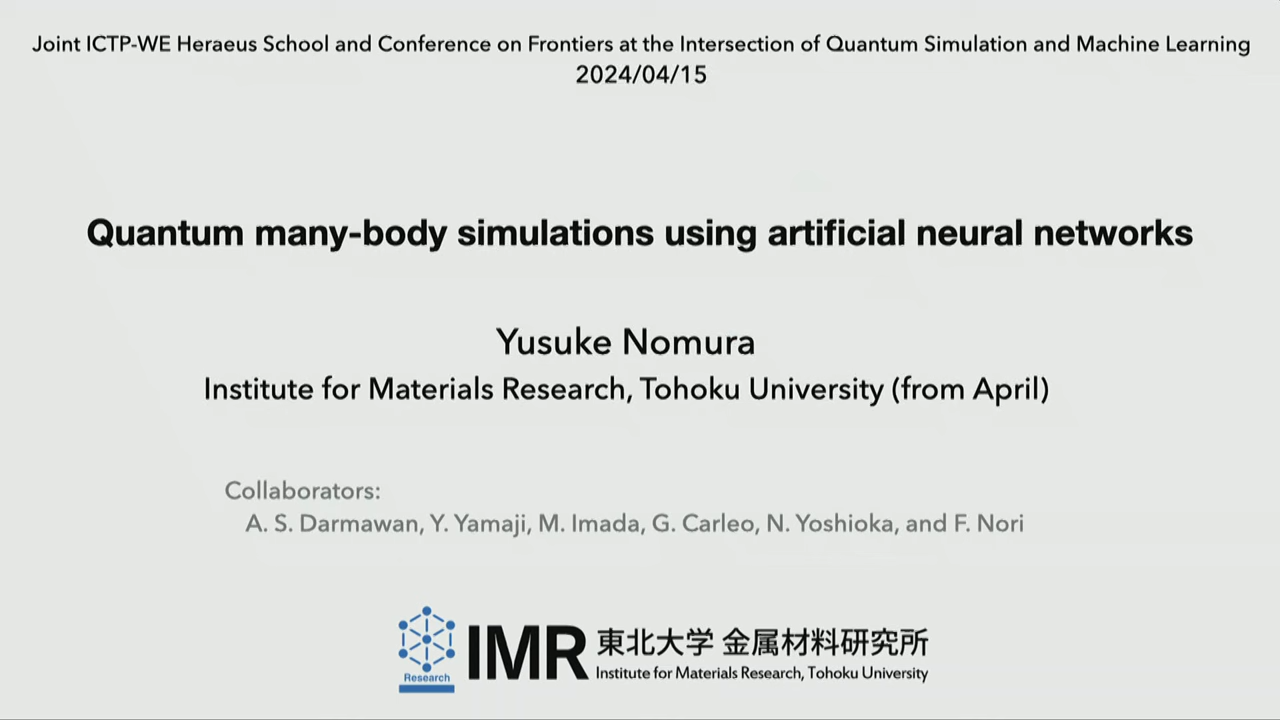 Joint ICTP-WE Heraeus School and Conference on Frontiers at the Intersection of Quantum Simulation and Machine Learning
2024/04/15
Quantum many-body simulations using artificial neural networks
Yusuke Nomura
Institute for Materials Research, Tohoku University (from April)
Collaborators:
A. S. Darmawan, Y. Yamaji, M. Imada, G. Carleo, N. Yoshioka, and F. Nori
Research
IMR
東北大学 金属材料研究所
Institute for Materials Research, Tohoku University